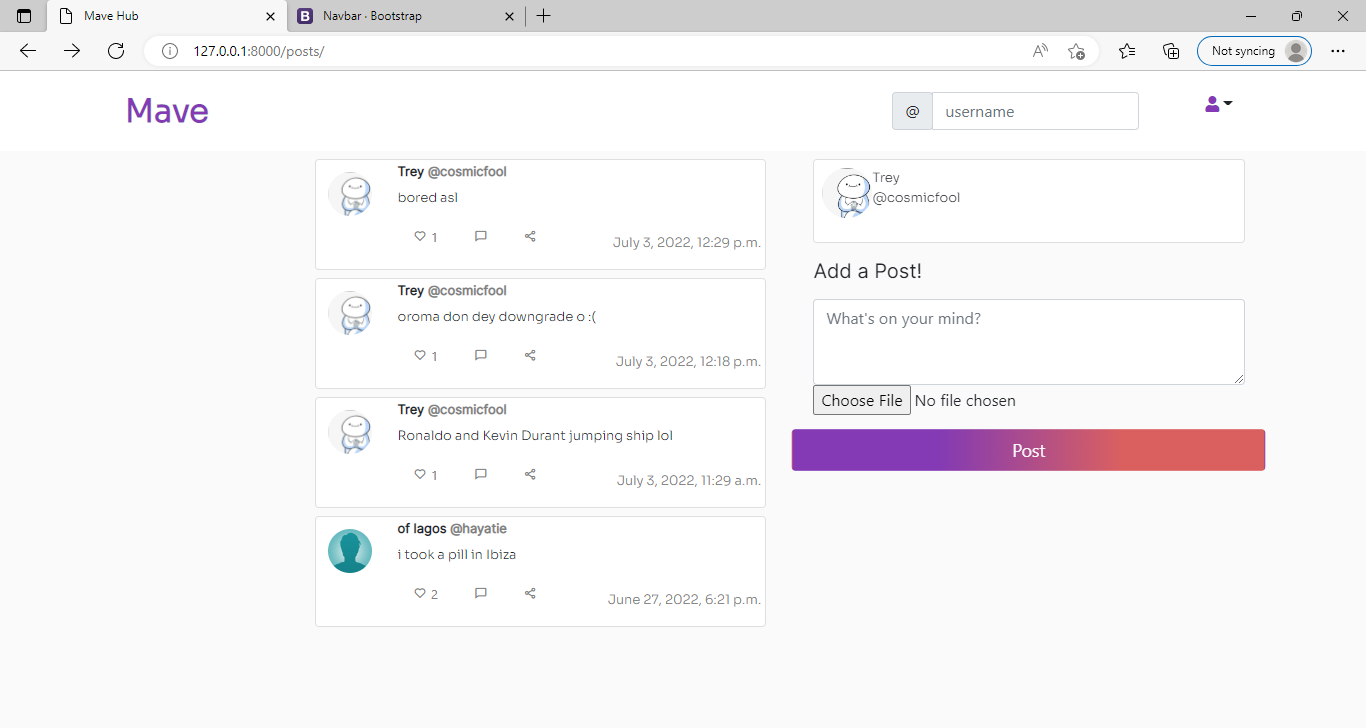 Mave Hub
Navbar · Bootstrap
127.0.0.1:8000/posts/
Not syncing
Mave
@ username
Trey @cosmicfool
bored asl
1
July 3, 2022, 12:29 p.m.
Trey @cosmicfool
oroma don dey downgrade o :(
1
July 3, 2022, 12:18 p.m.
Trey @cosmicfool
Ronaldo and Kevin Durant jumping ship lol
1
July 3, 2022, 11:29 a.m.
of lagos @hayatie
i took a pill in Ibiza
2
June 27, 2022, 6:21 p.m.
Trey
@cosmicfool
Add a Post!
What's on your mind?
Choose File No file chosen
Post